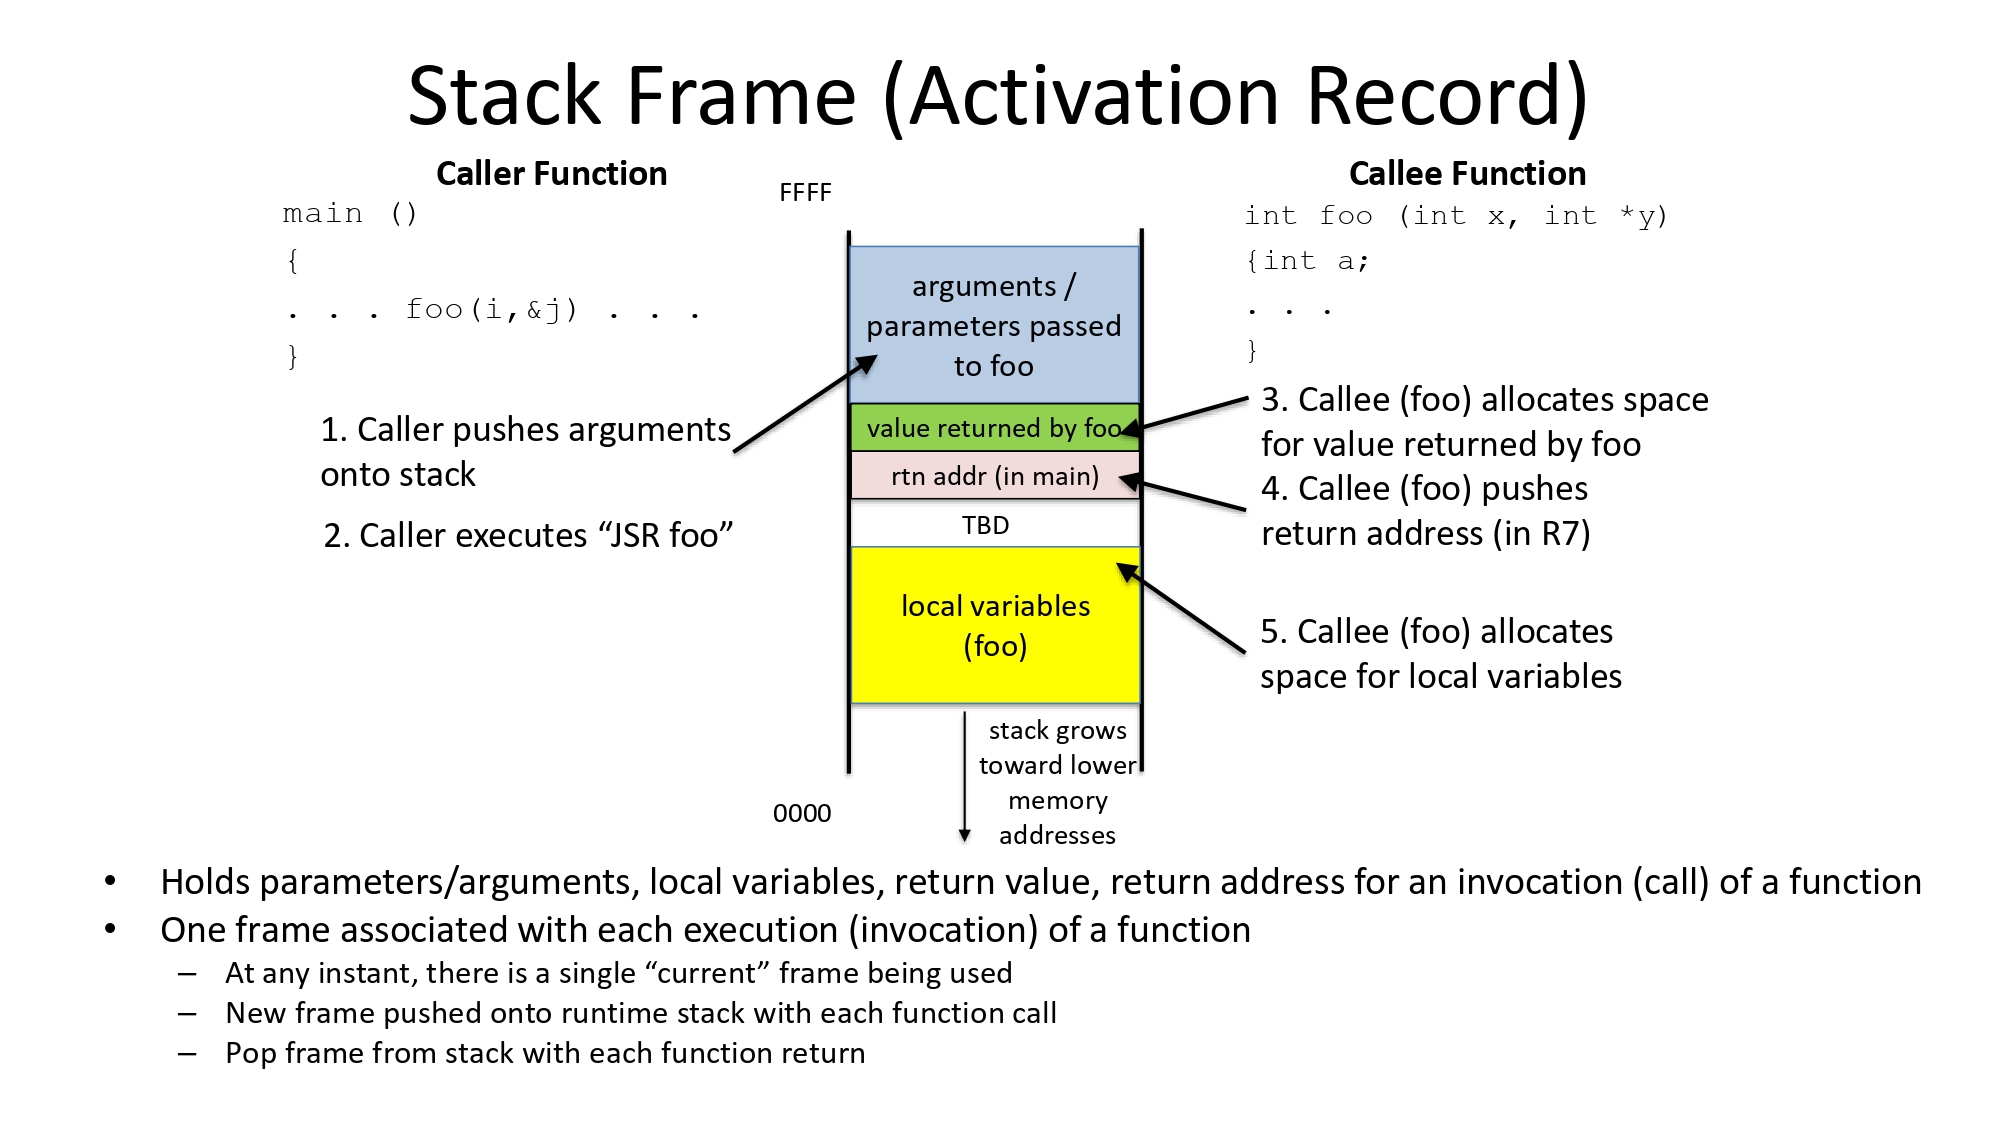 Stack Frame (Activation Record)
Caller Function
main ()
{
. . . foo(i,&j) . . .
}
1. Caller pushes arguments
onto stack
2. Caller executes “JSR foo”
FFFF
arguments /
parameters passed
to foo
value returned by foo
rtn addr (in main)
TBD
local variables
(foo)
stack grows
toward lower
memory
addresses
0000
Callee Function
int foo (int x, int *y)
{int a;
. . .
}
3. Callee (foo) allocates space
for value returned by foo
4. Callee (foo) pushes
return address (in R7)
5. Callee (foo) allocates
space for local variables
• Holds parameters/arguments, local variables, return value, return address for an invocation (call) of a function
• One frame associated with each execution (invocation) of a function
– At any instant, there is a single “current” frame being used
– New frame pushed onto runtime stack with each function call
– Pop frame from stack with each function return